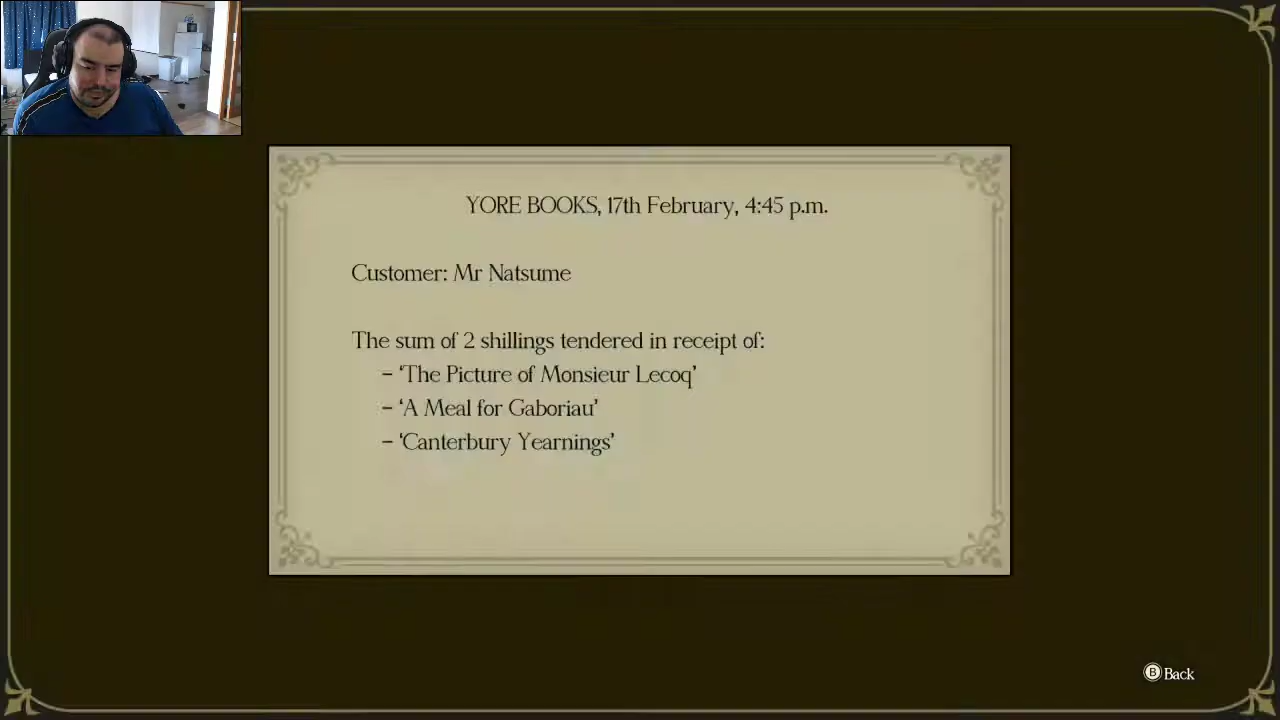 YORE BOOKS, 17th February, 4:45 p.m.
Customer: Mr Natsume
The sum of 2 shillings tendered in receipt of:
– ‘The Picture of Monsieur Lecoq’
– ‘A Meal for Gaboriau’
– ‘Canterbury Yearnings’
B Back